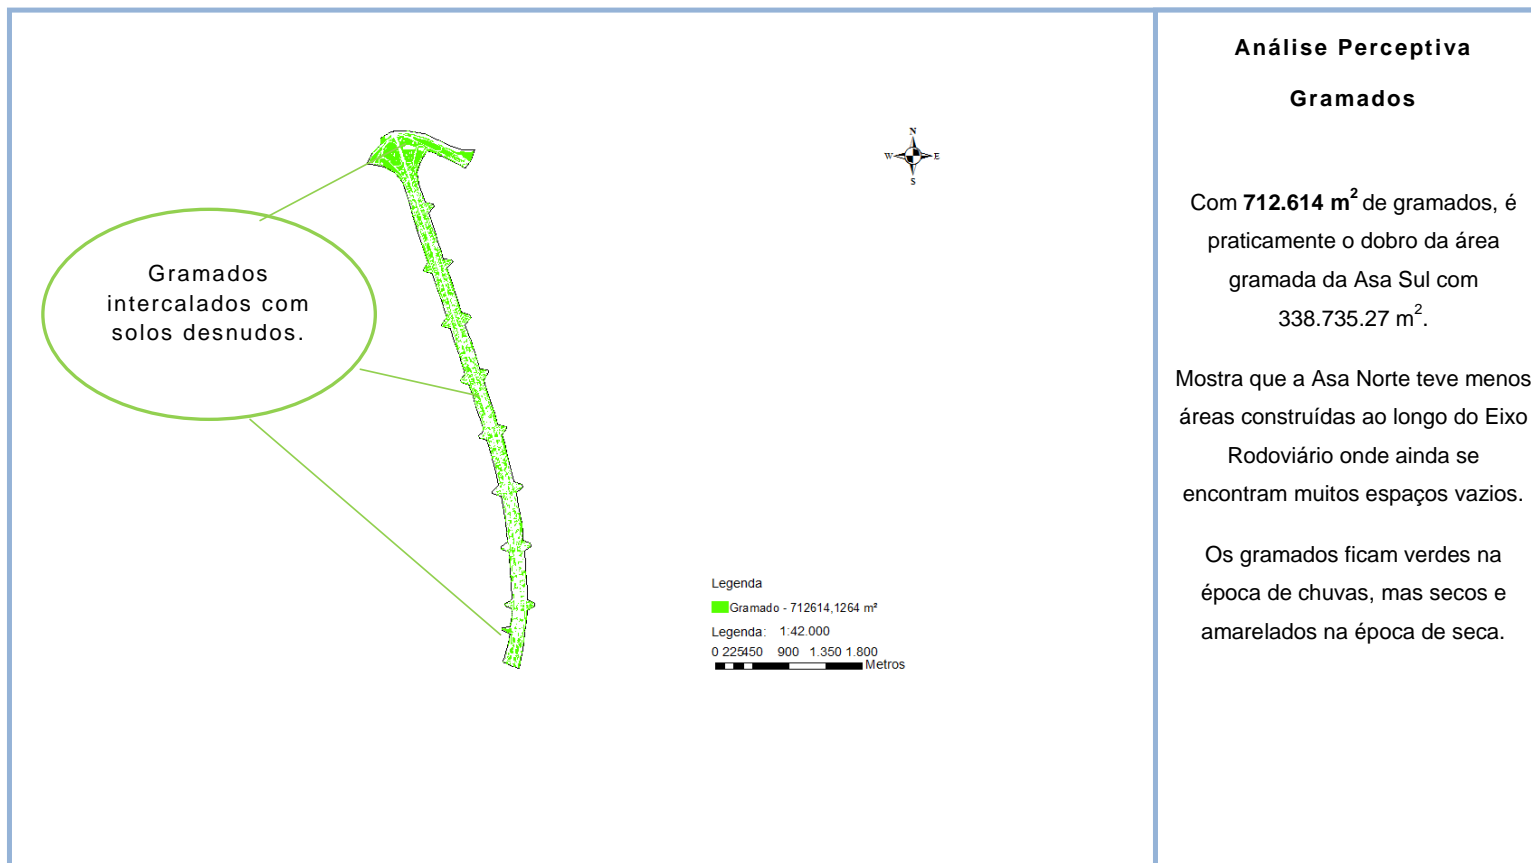 Análise Perceptiva
Gramados
N
W E
S
Gramados
intercalados com
solos desnudos.
Com 712.614 m² de gramados, é
praticamente o dobro da área
gramada da Asa Sul com
338.735.27 m².
Mostra que a Asa Norte teve menos
áreas construídas ao longo do Eixo
Rodoviário onde ainda se
encontram muitos espaços vazios.
Os gramados ficam verdes na
época de chuvas, mas secos e
amarelados na época de seca.
Legenda
Gramado - 712614,1264 m²
Legenda: 1:42.000
0 225450 900 1.350 1.800
Metros